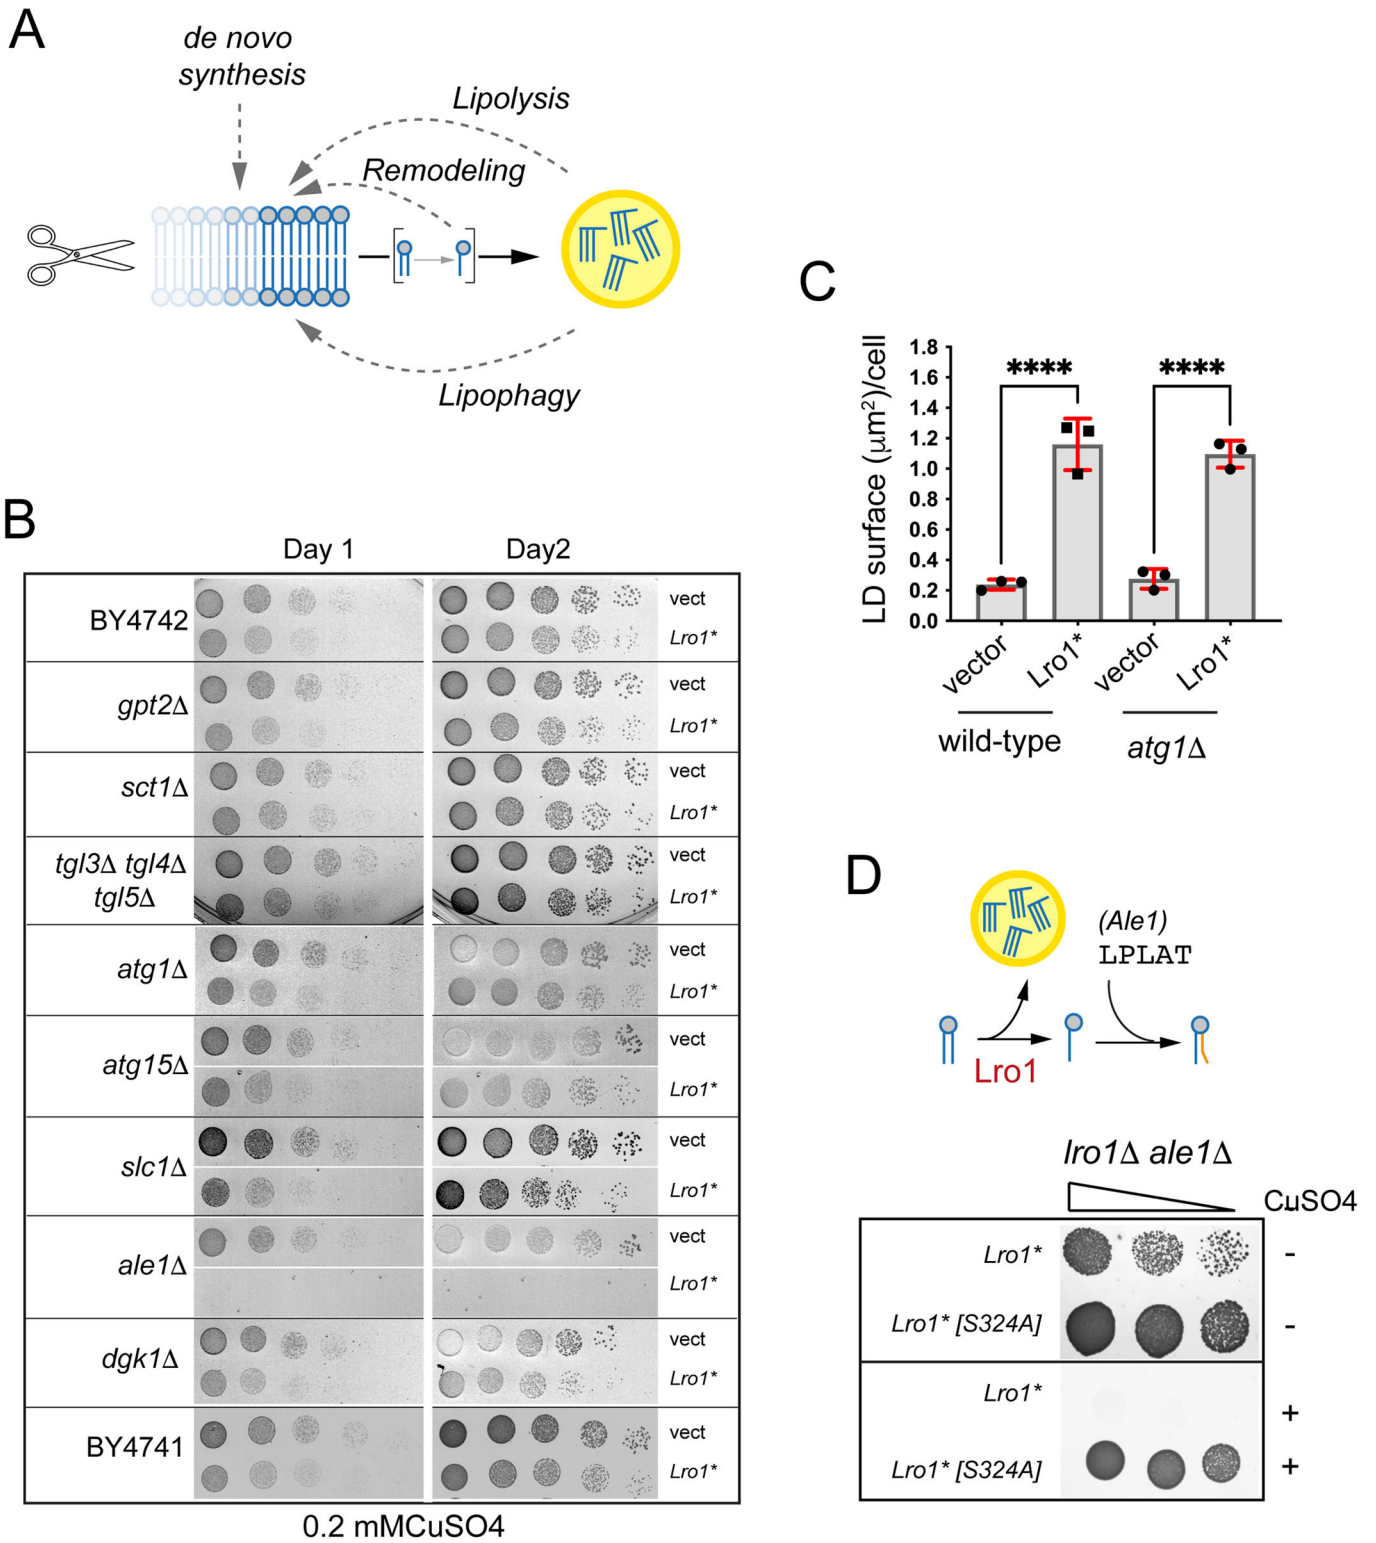 A
de novo
synthesis
Lipolysis
Remodeling
Lipophagy
B
Day 1
Day2
BY4742
vect
Lro1*
gpt2Δ
vect
Lro1*
sct1Δ
vect
Lro1*
tgl3Δ tgl4Δ
tgl5Δ
vect
Lro1*
atg1Δ
vect
Lro1*
atg15Δ
vect
Lro1*
slc1Δ
vect
Lro1*
ale1Δ
vect
Lro1*
dgk1Δ
vect
Lro1*
BY4741
vect
Lro1*
0.2 mMCuSO4
C
LD surface (μm2)/cell
1.8
1.6
1.4
1.2
1.0
0.8
0.6
0.4
0.2
0.0
****
****
vector
Lro1*
vector
Lro1*
wild-type
atg1Δ
D
(Ale1)
LPLAT
Lro1
lro1Δ ale1Δ
CuSO4
Lro1*
-
Lro1* [S324A]
-
Lro1*
+
Lro1* [S324A]
+